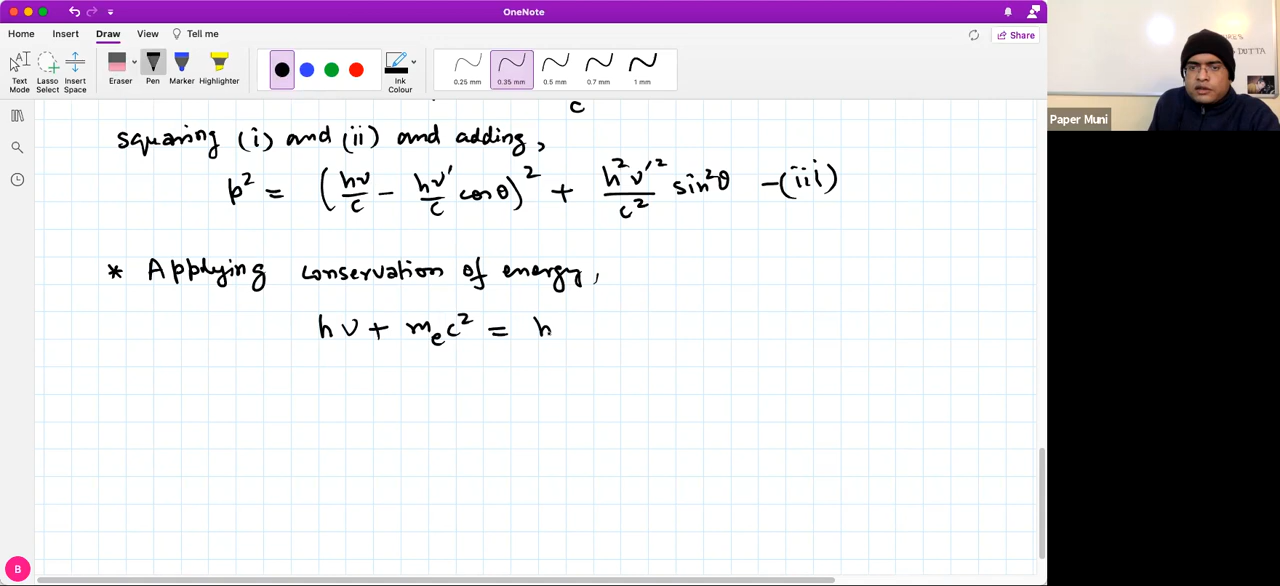 OneNote
Home Insert Draw View Tell me Share
Text Mode Lasso Select Insert Space Eraser Pen Marker Highlighter Ink Colour 0.25 mm 0.35 mm 0.5 mm 0.7 mm 1 mm
Paper Muni
c
squaring (i) and (ii) and adding,
p² = (hν/c − hν'/c cosθ)² + h²ν'²/c² sin²θ −(iii)
* Applying conservation of energy,
hν + mₑc² = h
B